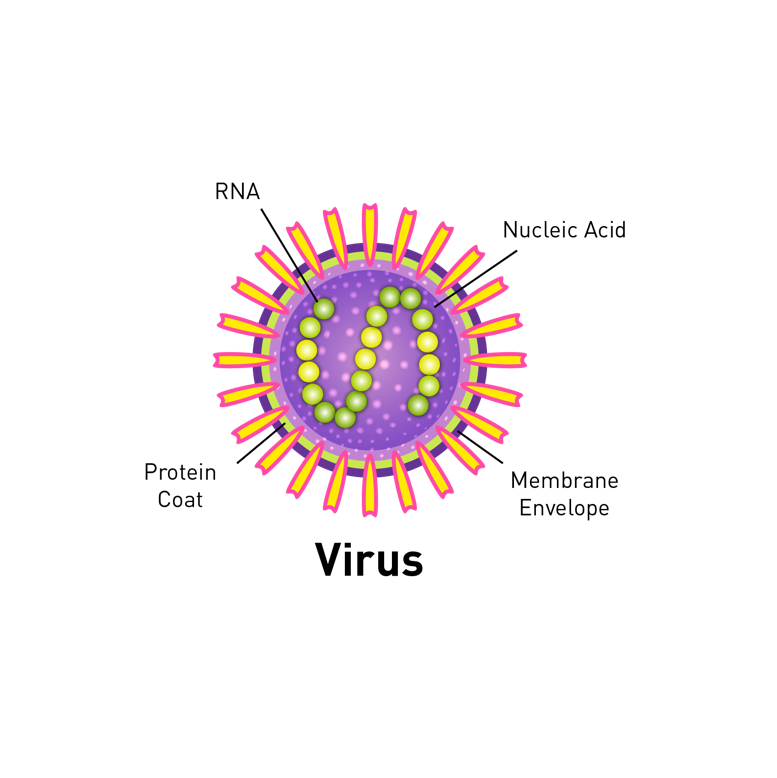 RNA
Nucleic Acid
Protein
Coat
Membrane
Envelope
Virus